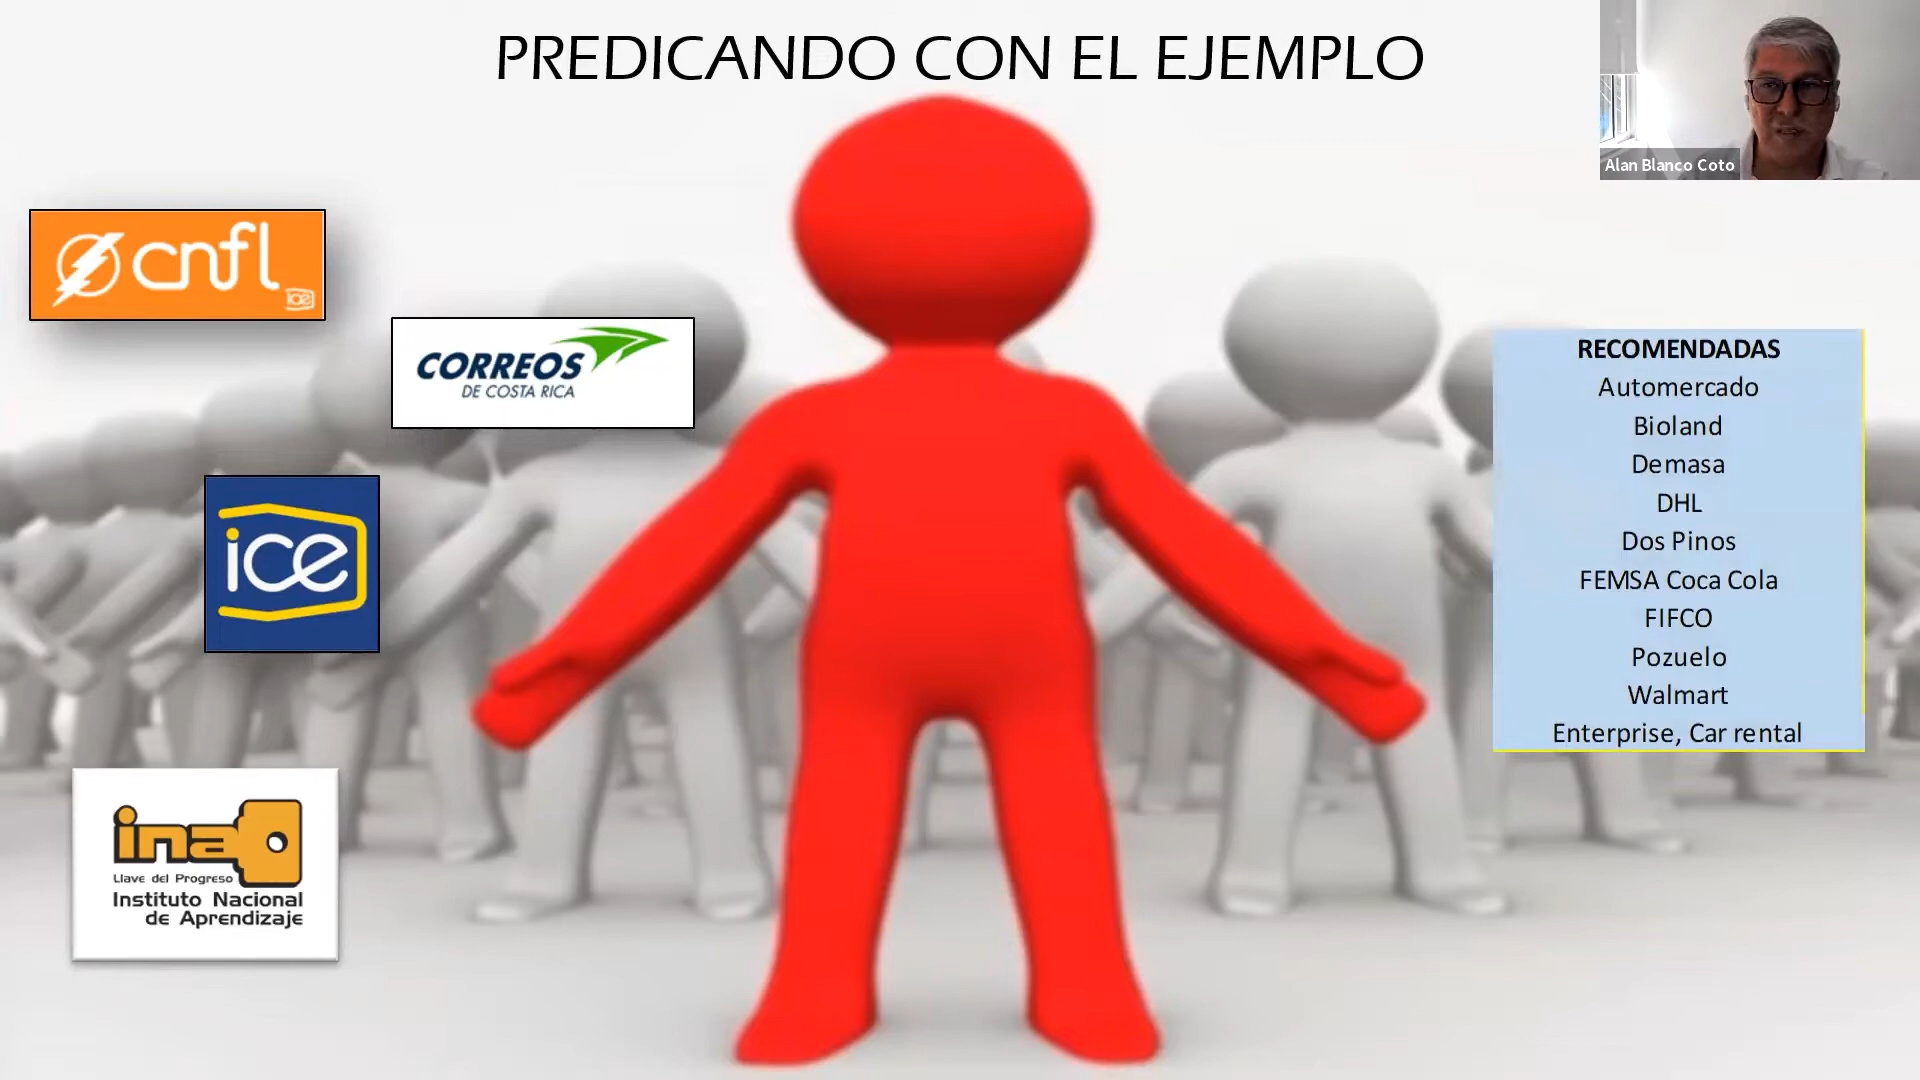 PREDICANDO CON EL EJEMPLO
Alan Blanco Coto
cnfl
ice
CORREOS
DE COSTA RICA
ice
ina
Llave del Progreso
Instituto Nacional
de Aprendizaje
RECOMENDADAS
Automercado
Bioland
Demasa
DHL
Dos Pinos
FEMSA Coca Cola
FIFCO
Pozuelo
Walmart
Enterprise, Car rental